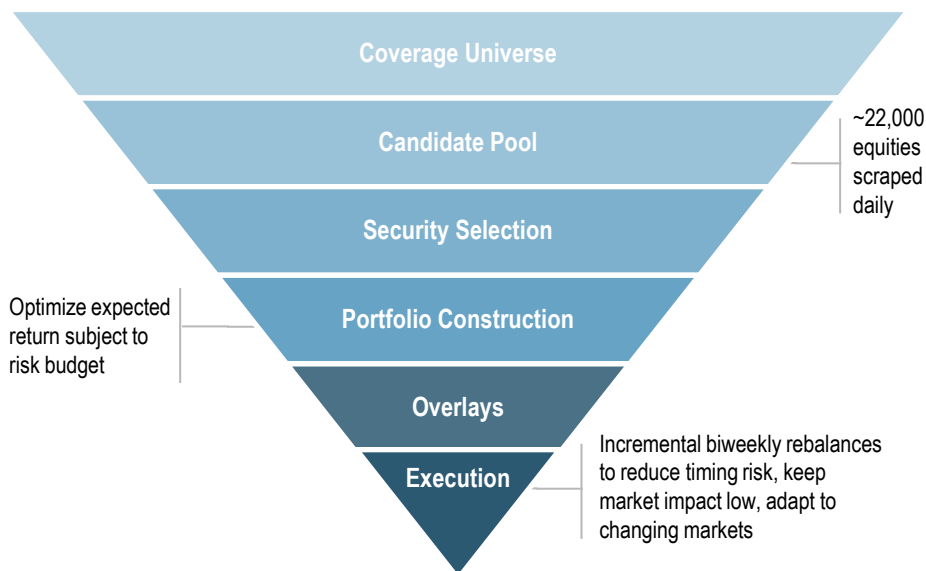 Coverage Universe
Candidate Pool
~22,000
equities
scraped
daily
Security Selection
Optimize expected
return subject to
risk budget
Portfolio Construction
Overlays
Execution
Incremental biweekly rebalances
to reduce timing risk, keep
market impact low, adapt to
changing markets